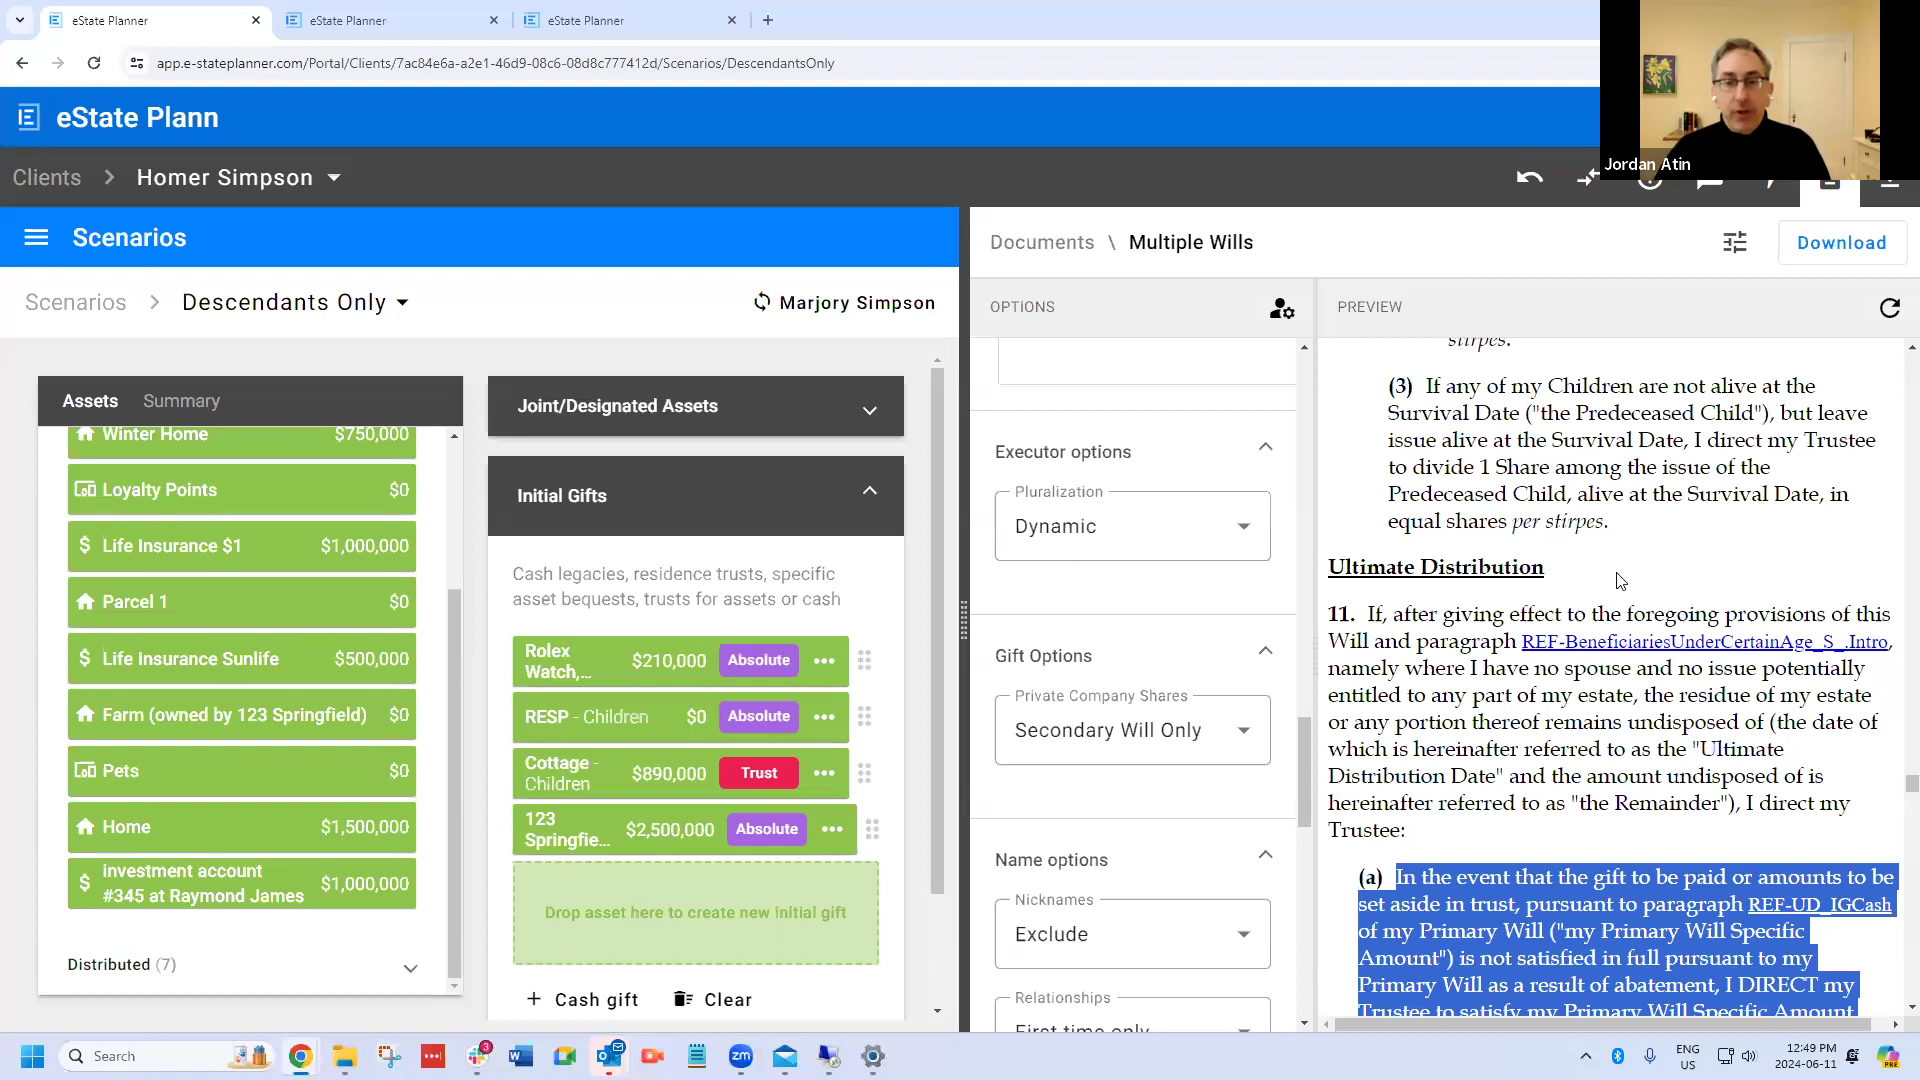 eState Planner
eState Planner
eState Planner
app.e-stateplanner.com/Portal/Clients/7ac84e6a-a2e1-46d9-08c6-08d8c777412d/Scenarios/DescendantsOnly
eState Plann
Jordan Atin
Clients > Homer Simpson
Scenarios
Documents \ Multiple Wills
Download
Scenarios > Descendants Only
Marjory Simpson
OPTIONS
PREVIEW
Assets Summary
Winter Home $750,000
Loyalty Points $0
Life Insurance $1 $1,000,000
Parcel 1 $0
Life Insurance Sunlife $500,000
Farm (owned by 123 Springfield) $0
Pets $0
Home $1,500,000
investment account
#345 at Raymond James $1,000,000
Distributed (7)
Joint/Designated Assets
Initial Gifts
Cash legacies, residence trusts, specific
asset bequests, trusts for assets or cash
Rolex
Watch,... $210,000 Absolute
RESP - Children $0 Absolute
Cottage -
Children $890,000 Trust
123
Springfie... $2,500,000 Absolute
Drop asset here to create new initial gift
+ Cash gift Clear
Executor options
Pluralization
Dynamic
Gift Options
Private Company Shares
Secondary Will Only
Name options
Nicknames
Exclude
Relationships
First time only
stirpes.
(3) If any of my Children are not alive at the
Survival Date ("the Predeceased Child"), but leave
issue alive at the Survival Date, I direct my Trustee
to divide 1 Share among the issue of the
Predeceased Child, alive at the Survival Date, in
equal shares per stirpes.
Ultimate Distribution
11. If, after giving effect to the foregoing provisions of this
Will and paragraph REF-BeneficiariesUnderCertainAge_S_.Intro,
namely where I have no spouse and no issue potentially
entitled to any part of my estate, the residue of my estate
or any portion thereof remains undisposed of (the date of
which is hereinafter referred to as the "Ultimate
Distribution Date" and the amount undisposed of is
hereinafter referred to as "the Remainder"), I direct my
Trustee:
(a) In the event that the gift to be paid or amounts to be
set aside in trust, pursuant to paragraph REF-UD_IGCash
of my Primary Will ("my Primary Will Specific
Amount") is not satisfied in full pursuant to my
Primary Will as a result of abatement, I DIRECT my
Trustee to satisfy my Primary Will Specific Amount
Search
3
zm
ENG
US
12:49 PM
2024-06-11
PRE